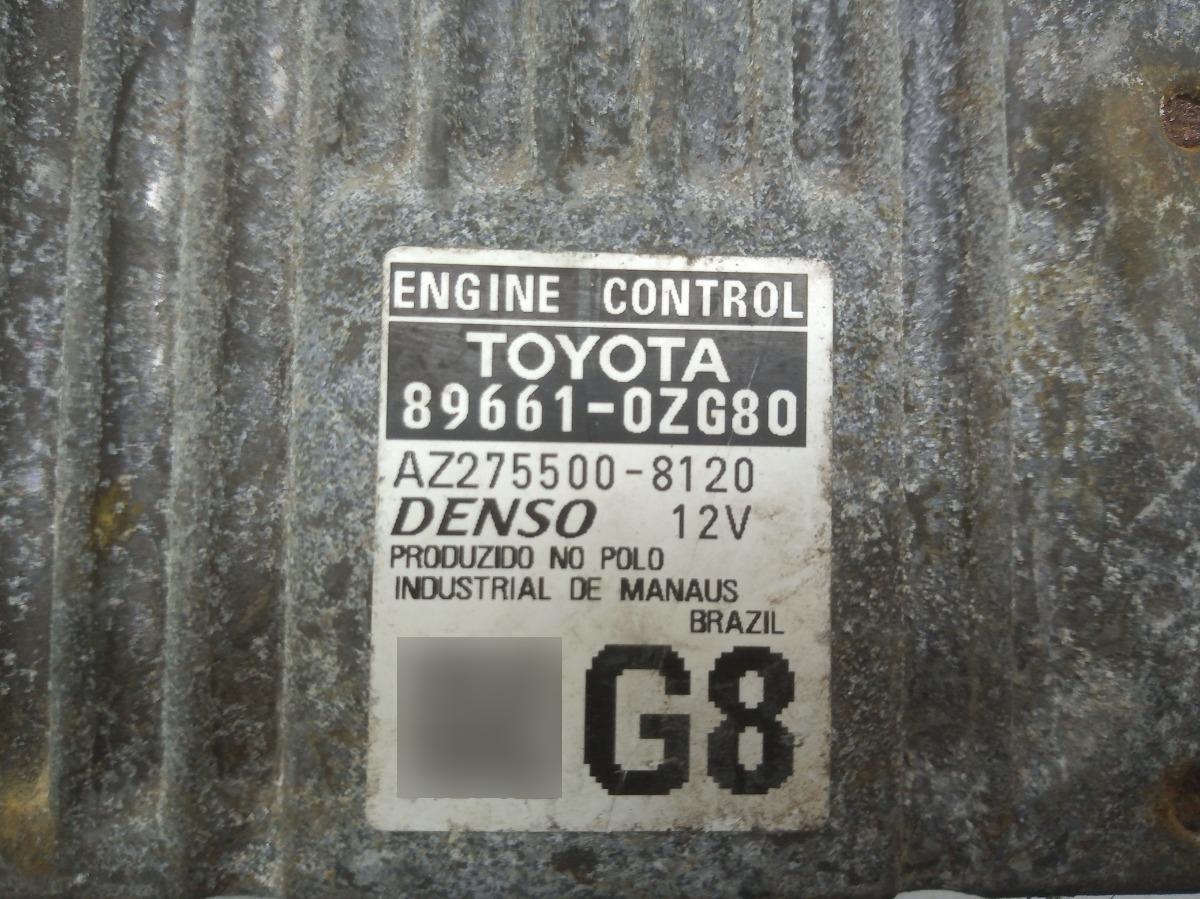 ENGINE CONTROL
TOYOTA
89661-0ZG80
AZ275500-8120
DENSO 12V
PRODUZIDO NO POLO
INDUSTRIAL DE MANAUS
BRAZIL
G8